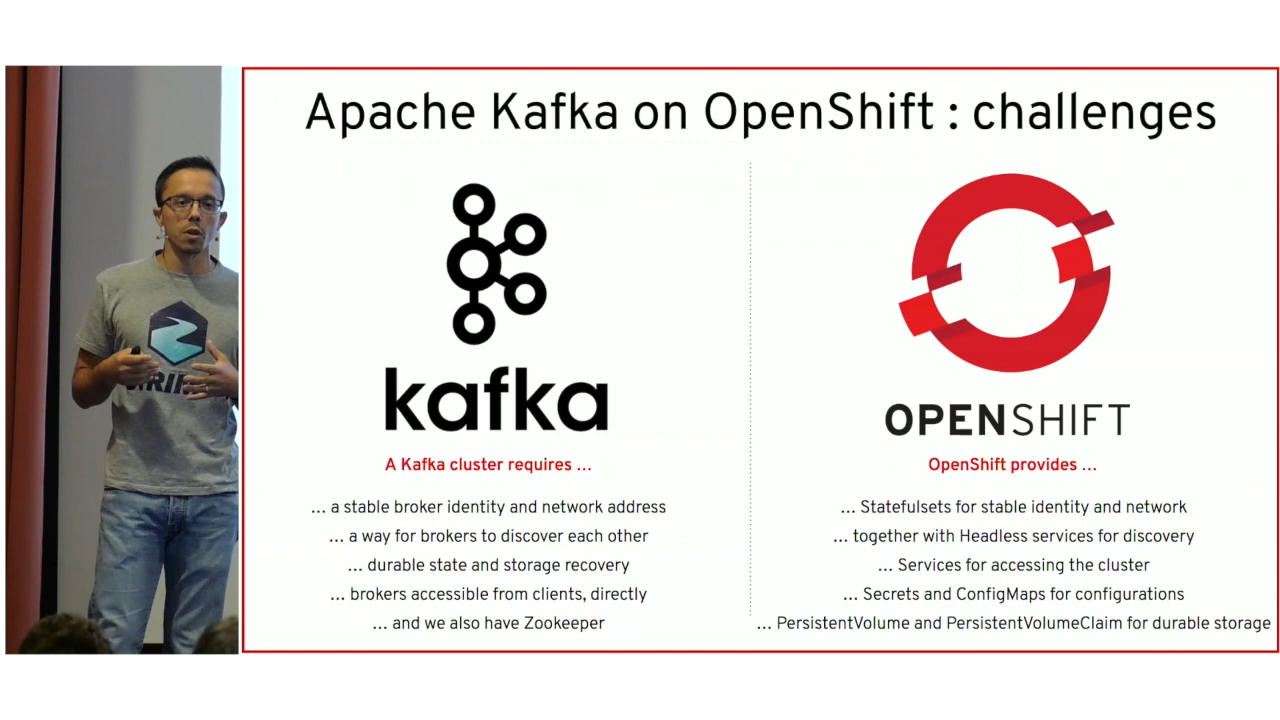 Apache Kafka on OpenShift : challenges
kafka
OPENSHIFT
A Kafka cluster requires ...
... a stable broker identity and network address
... a way for brokers to discover each other
... durable state and storage recovery
... brokers accessible from clients, directly
... and we also have Zookeeper
OpenShift provides ...
... Statefulsets for stable identity and network
... together with Headless services for discovery
... Services for accessing the cluster
... Secrets and ConfigMaps for configurations
... PersistentVolume and PersistentVolumeClaim for durable storage